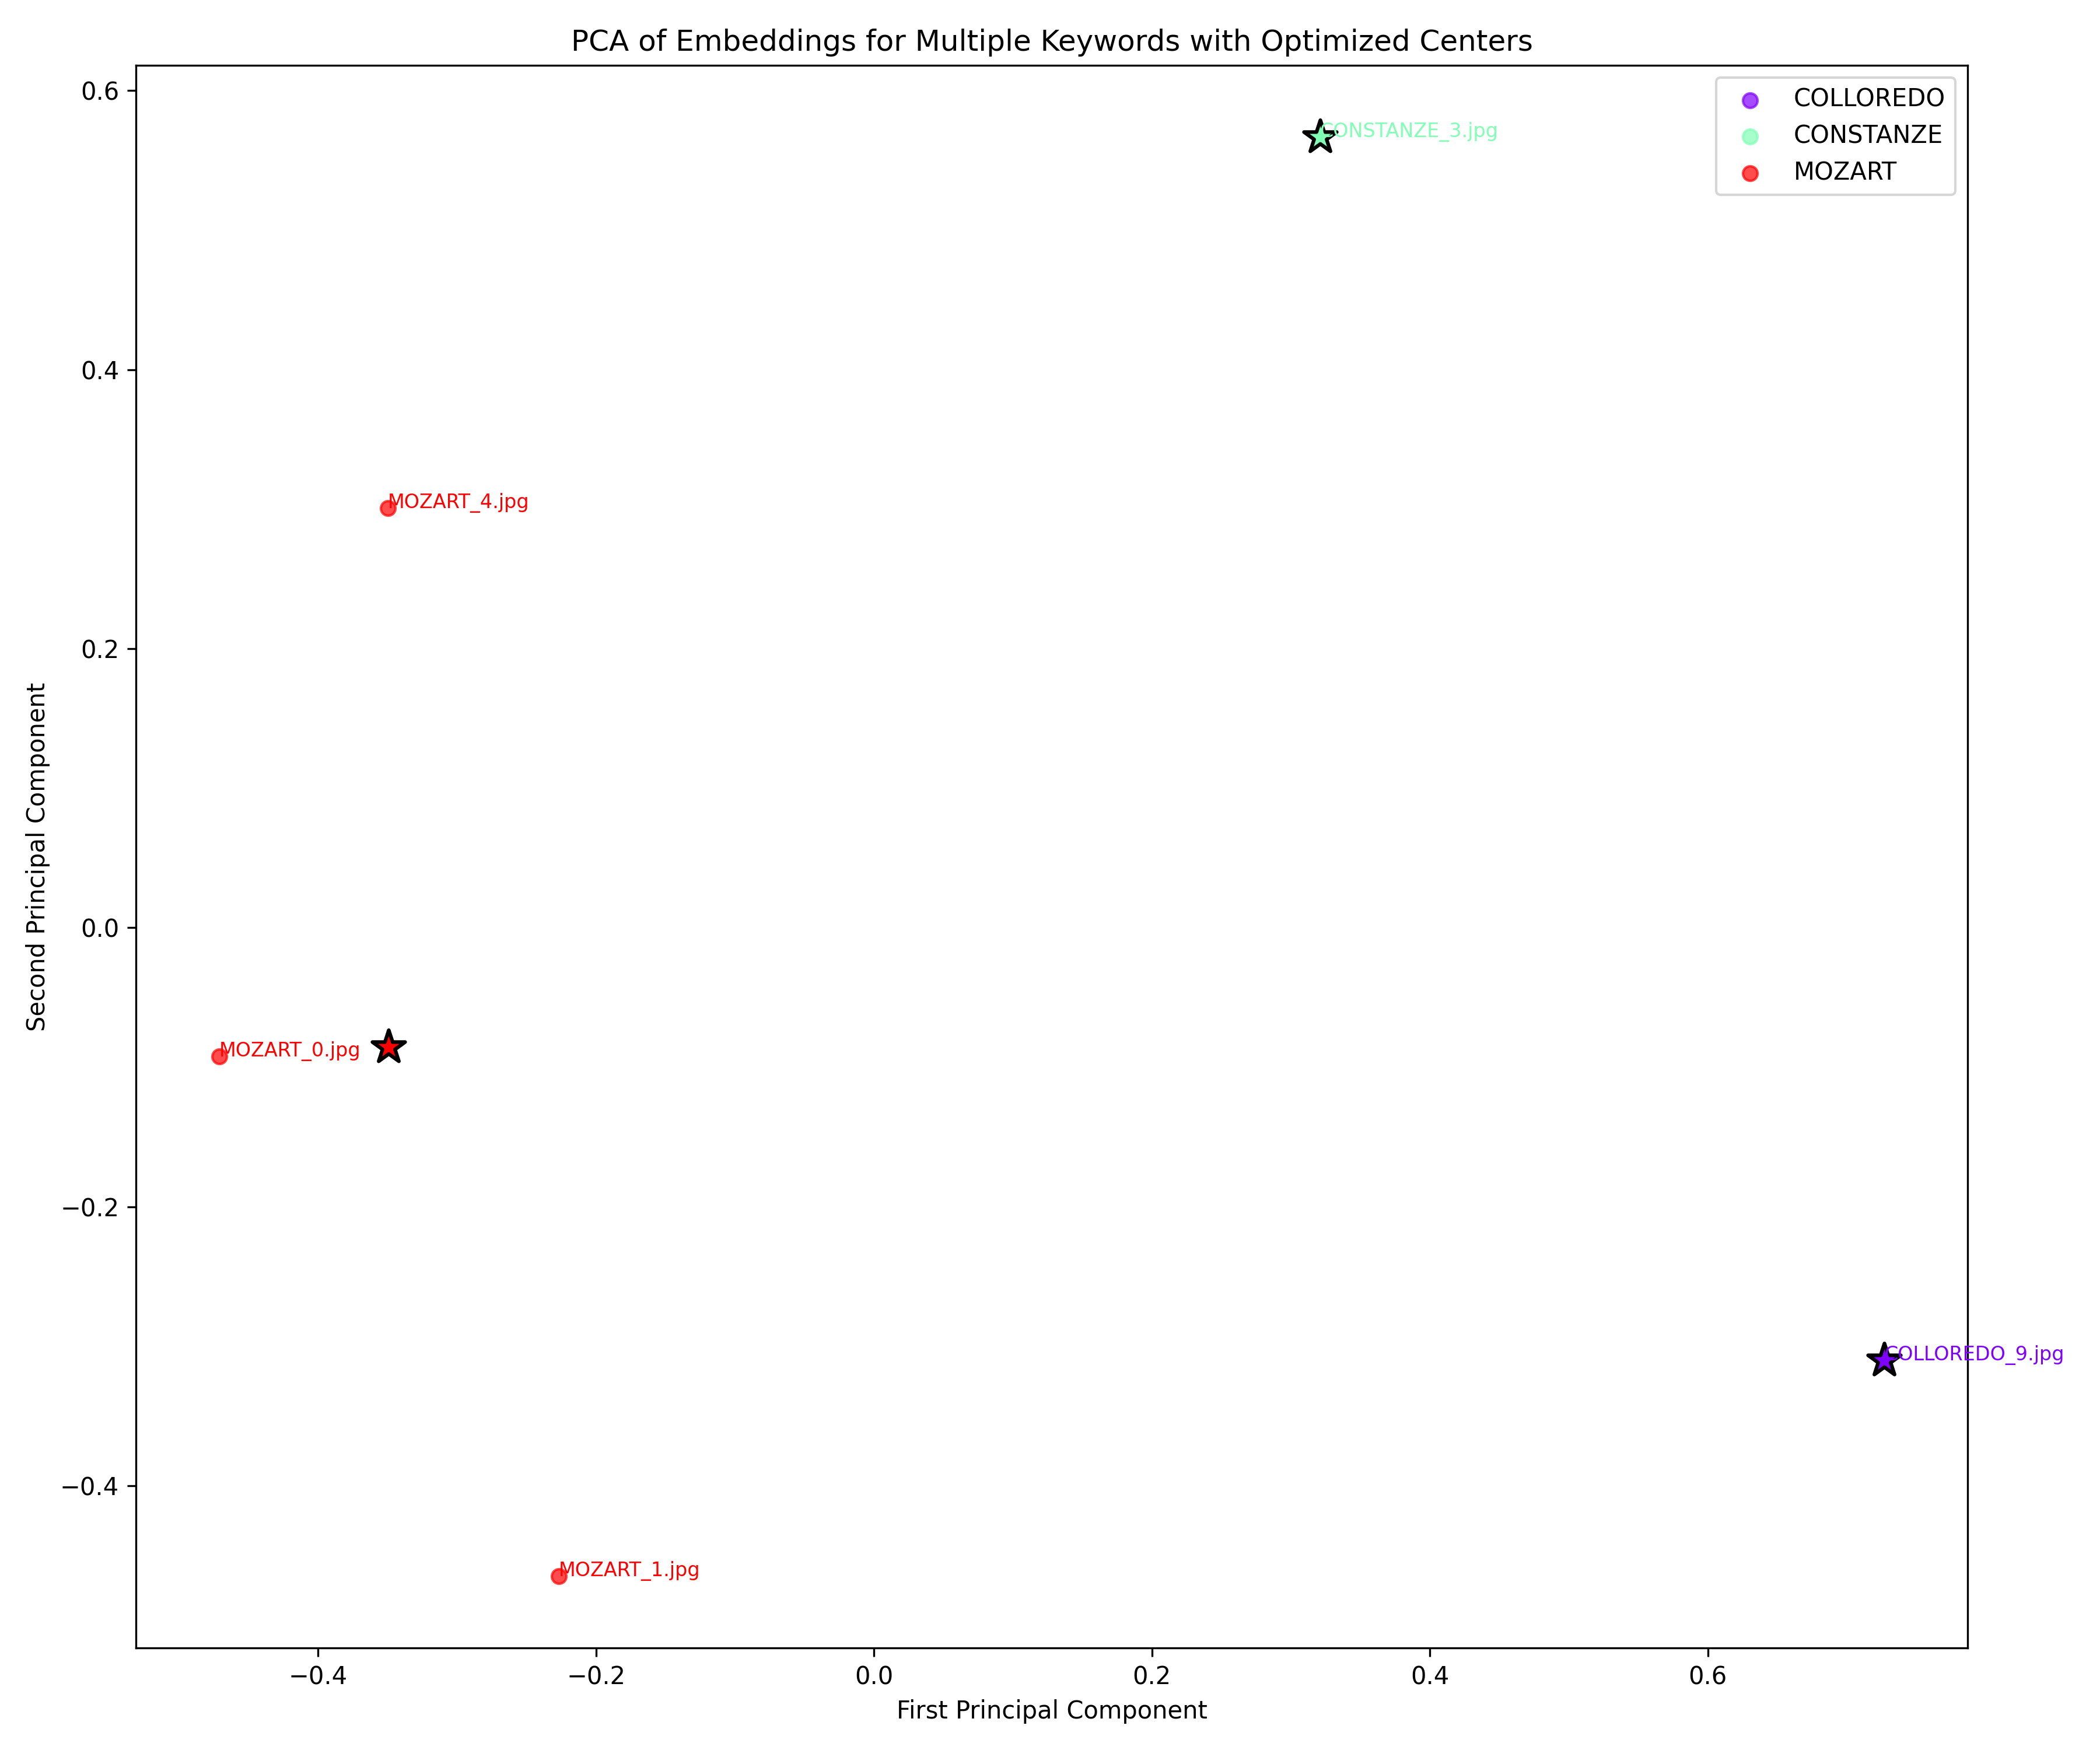 PCA of Embeddings for Multiple Keywords with Optimized Centers
COLLOREDO
CONSTANZE
MOZART
CONSTANZE_3.jpg
MOZART_4.jpg
MOZART_0.jpg
COLLOREDO_9.jpg
MOZART_1.jpg
Second Principal Component
0.6
0.4
0.2
0.0
−0.2
−0.4
−0.4
−0.2
0.0
0.2
0.4
0.6
First Principal Component